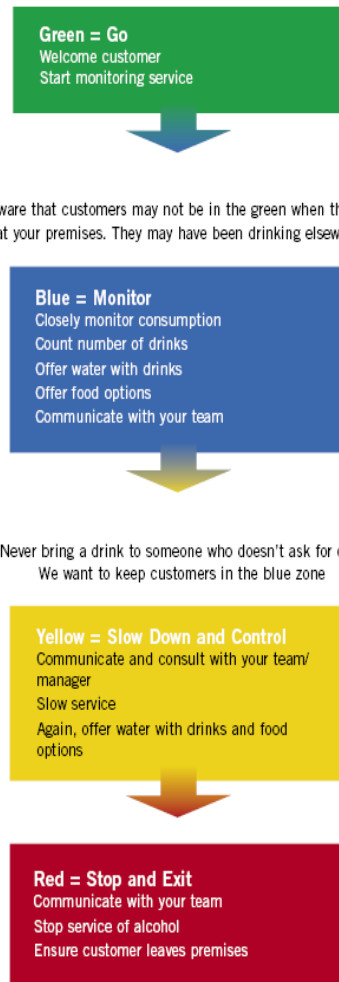 Green = Go
Welcome customer
Start monitoring service
ware that customers may not be in the green when th
at your premises. They may have been drinking elsew
Blue = Monitor
Closely monitor consumption
Count number of drinks
Offer water with drinks
Offer food options
Communicate with your team
Never bring a drink to someone who doesn't ask for
We want to keep customers in the blue zone
Yellow = Slow Down and Control
Communicate and consult with your team/
manager
Slow service
Again, offer water with drinks and food
options
Red = Stop and Exit
Communicate with your team
Stop service of alcohol
Ensure customer leaves premises